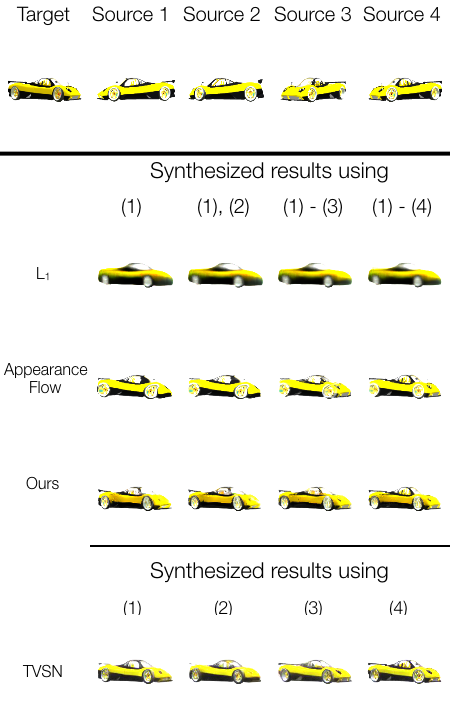 Target Source 1 Source 2 Source 3 Source 4
Synthesized results using
(1) (1), (2) (1) - (3) (1) - (4)
L₁
Appearance
Flow
Ours
Synthesized results using
(1) (2) (3) (4)
TVSN